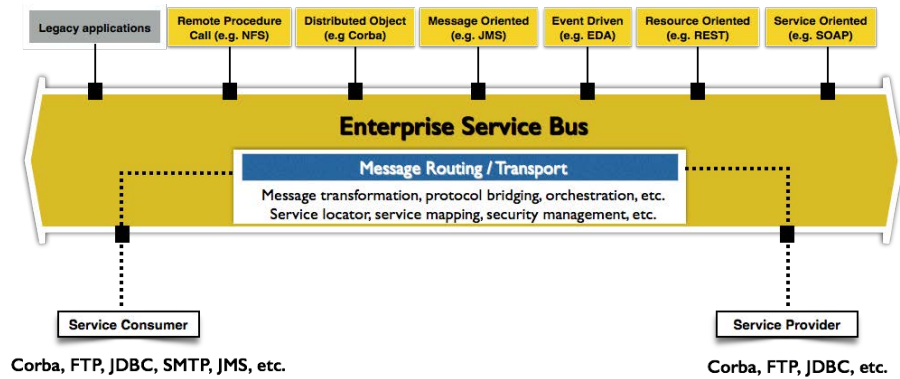 Legacy applications
Remote Procedure
Call (e.g. NFS)
Distributed Object
(e.g Corba)
Message Oriented
(e.g. JMS)
Event Driven
(e.g. EDA)
Resource Oriented
(e.g. REST)
Service Oriented
(e.g. SOAP)
Enterprise Service Bus
Message Routing / Transport
Message transformation, protocol bridging, orchestration, etc.
Service locator, service mapping, security management, etc.
Service Consumer
Corba, FTP, JDBC, SMTP, JMS, etc.
Service Provider
Corba, FTP, JDBC, etc.